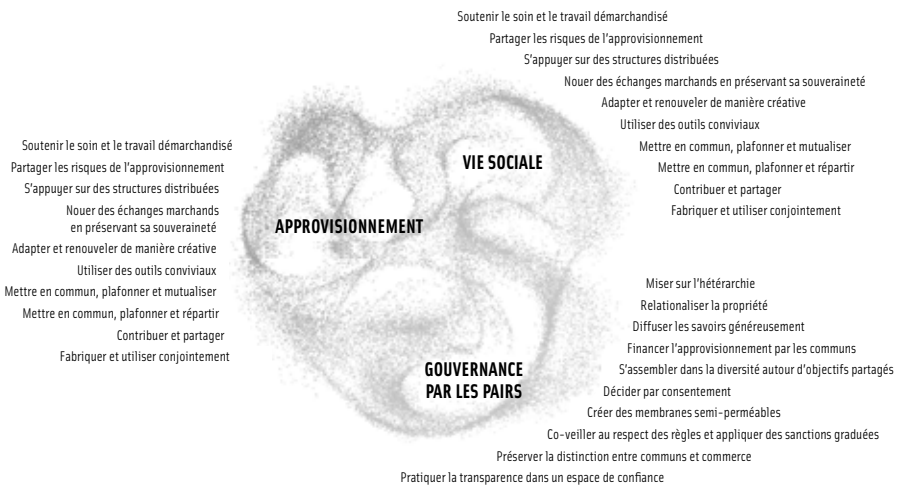 Soutenir le soin et le travail démarchandisé
Partager les risques de l'approvisionnement
S'appuyer sur des structures distribuées
Nouer des échanges marchands en préservant sa souveraineté
Adapter et renouveler de manière créative
Utiliser des outils conviviaux
Mettre en commun, plafonner et mutualiser
Mettre en commun, plafonner et répartir
Contribuer et partager
Fabriquer et utiliser conjointement
VIE SOCIALE
Soutenir le soin et le travail démarchandisé
Partager les risques de l'approvisionnement
S'appuyer sur des structures distribuées
Nouer des échanges marchands
en préservant sa souveraineté
Adapter et renouveler de manière créative
Utiliser des outils conviviaux
Mettre en commun, plafonner et mutualiser
Mettre en commun, plafonner et répartir
Contribuer et partager
Fabriquer et utiliser conjointement
APPROVISIONNEMENT
Miser sur l'hétérarchie
Relationaliser la propriété
Diffuser les savoirs généreusement
Financer l'approvisionnement par les communs
S'assembler dans la diversité autour d'objectifs partagés
Décider par consentement
Créer des membranes semi-perméables
Co-veiller au respect des règles et appliquer des sanctions graduées
Préserver la distinction entre communs et commerce
Pratiquer la transparence dans un espace de confiance
GOUVERNANCE
PAR LES PAIRS